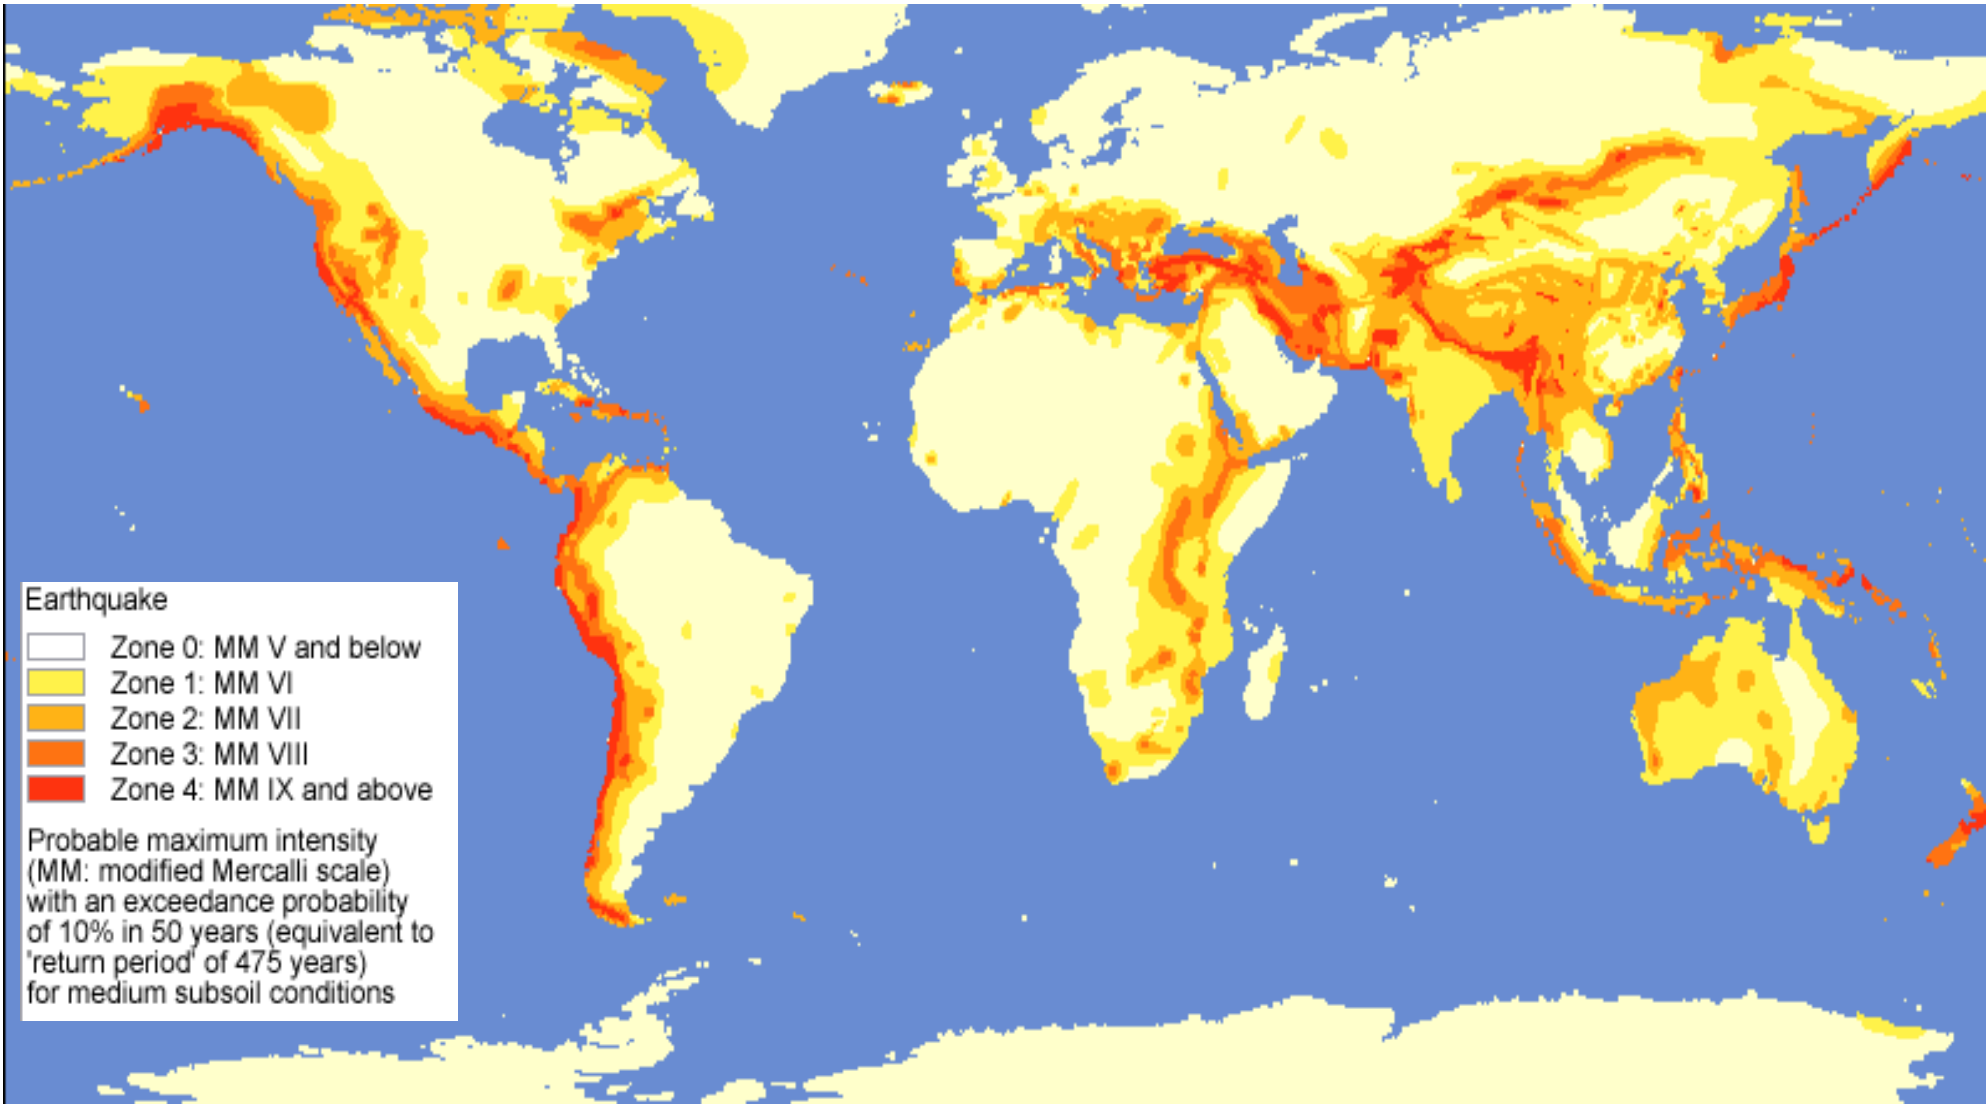 Earthquake
Zone 0: MM V and below
Zone 1: MM VI
Zone 2: MM VII
Zone 3: MM VIII
Zone 4: MM IX and above
Probable maximum intensity
(MM: modified Mercalli scale)
with an exceedance probability
of 10% in 50 years (equivalent to
'return period' of 475 years)
for medium subsoil conditions